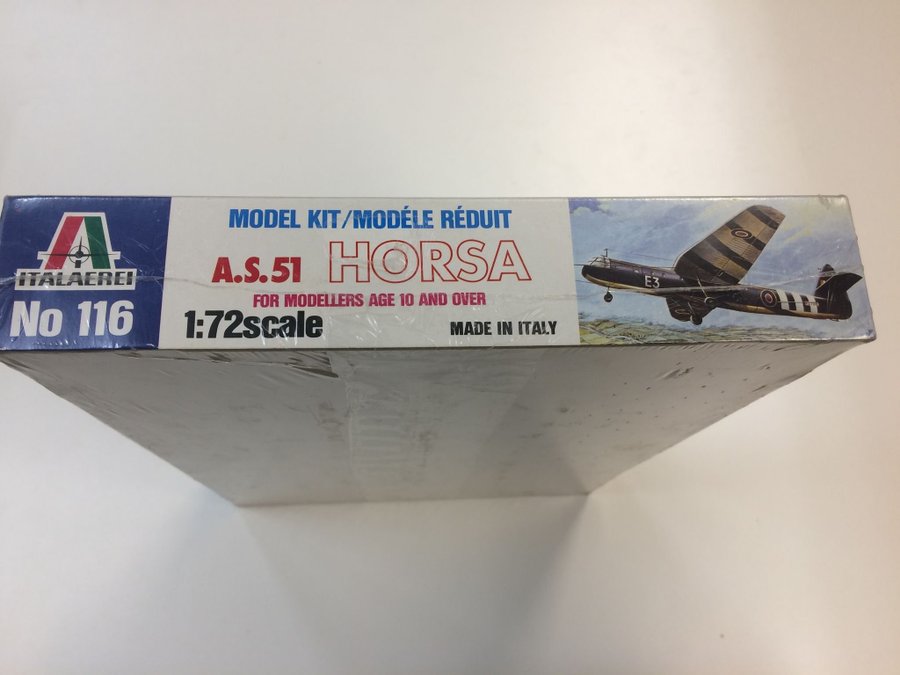 ITALAEREI
No 116
MODEL KIT/MODÉLE RÉDUIT
A.S.51 HORSA
FOR MODELLERS AGE 10 AND OVER
1:72scale
MADE IN ITALY
E3